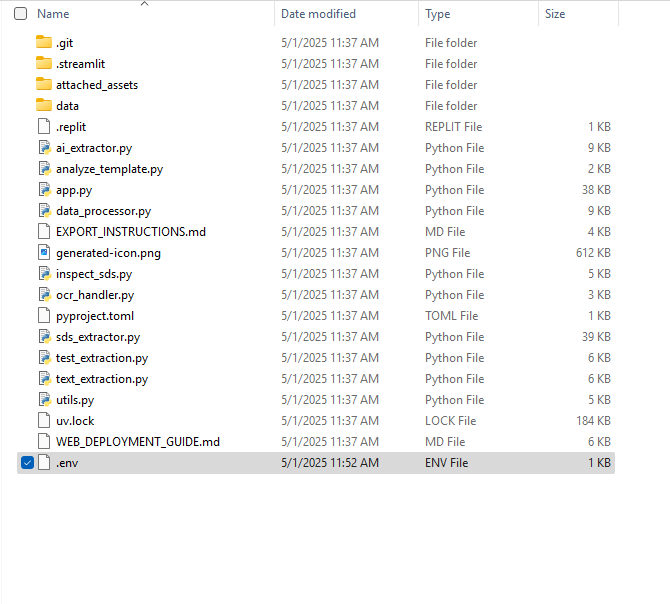 Name Date modified Type Size
.git 5/1/2025 11:37 AM File folder
.streamlit 5/1/2025 11:37 AM File folder
attached_assets 5/1/2025 11:37 AM File folder
data 5/1/2025 11:37 AM File folder
.replit 5/1/2025 11:37 AM REPLIT File 1 KB
ai_extractor.py 5/1/2025 11:37 AM Python File 9 KB
analyze_template.py 5/1/2025 11:37 AM Python File 2 KB
app.py 5/1/2025 11:37 AM Python File 38 KB
data_processor.py 5/1/2025 11:37 AM Python File 9 KB
EXPORT_INSTRUCTIONS.md 5/1/2025 11:37 AM MD File 4 KB
generated-icon.png 5/1/2025 11:37 AM PNG File 612 KB
inspect_sds.py 5/1/2025 11:37 AM Python File 5 KB
ocr_handler.py 5/1/2025 11:37 AM Python File 3 KB
pyproject.toml 5/1/2025 11:37 AM TOML File 1 KB
sds_extractor.py 5/1/2025 11:37 AM Python File 39 KB
test_extraction.py 5/1/2025 11:37 AM Python File 6 KB
text_extraction.py 5/1/2025 11:37 AM Python File 6 KB
utils.py 5/1/2025 11:37 AM Python File 5 KB
uv.lock 5/1/2025 11:37 AM LOCK File 184 KB
WEB_DEPLOYMENT_GUIDE.md 5/1/2025 11:37 AM MD File 6 KB
.env 5/1/2025 11:52 AM ENV File 1 KB